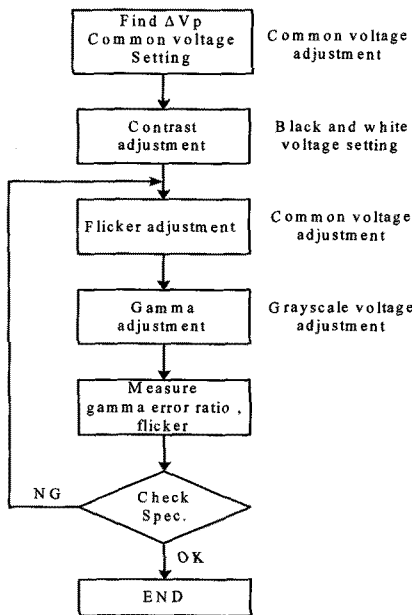 Find ΔVp
Common voltage
Setting
Common voltage
adjustment
Contrast
adjustment
Black and white
voltage setting
Flicker adjustment
Common voltage
adjustment
Gamma
adjustment
Grayscale voltage
adjustment
Measure
gamma error ratio ,
flicker
NG
Check
Spec.
OK
END